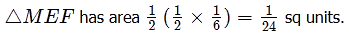 △MEF has area 1/2 (1/2 × 1/6) = 1/24 sq units.